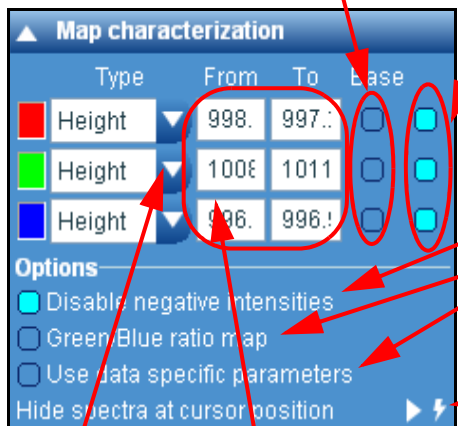 Map characterization
Type From To Base
Height 998. 997.:
Height 1008 1011
Height 996. 996.!
Options
Disable negative intensities
Green/Blue ratio map
Use data specific parameters
Hide spectra at cursor position